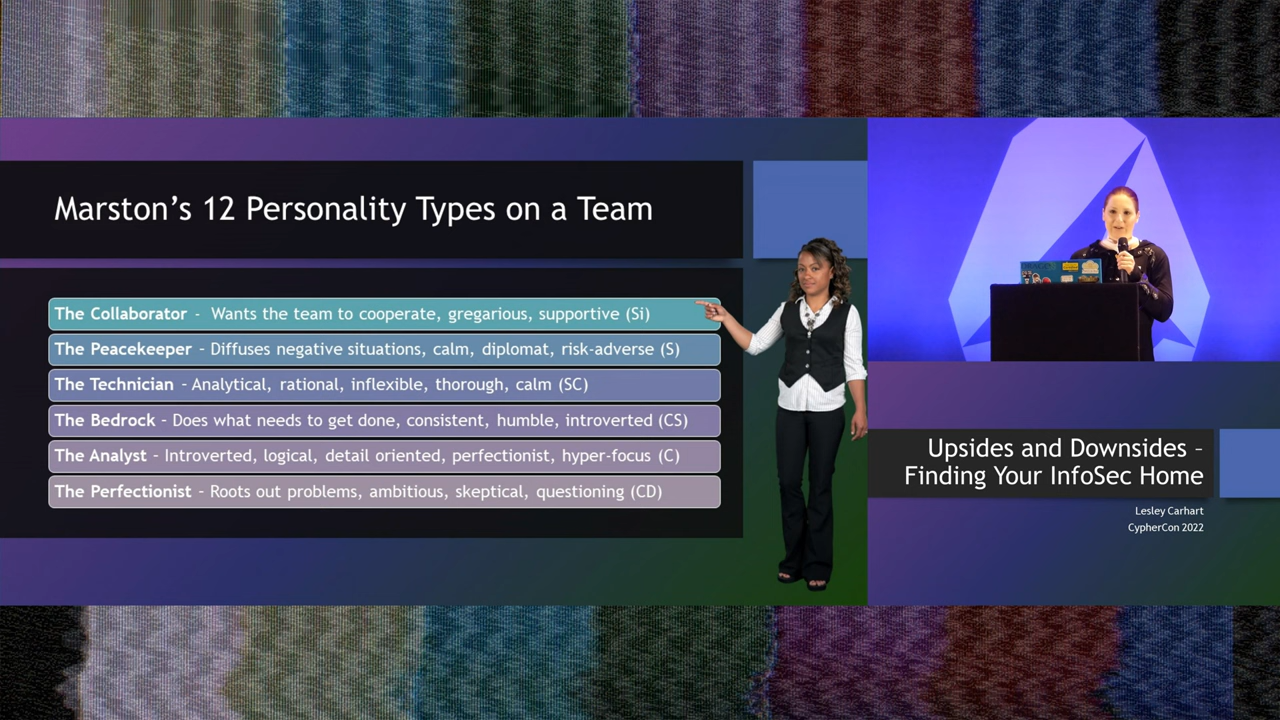 Marston's 12 Personality Types on a Team
The Collaborator - Wants the team to cooperate, gregarious, supportive (Si)
The Peacekeeper - Diffuses negative situations, calm, diplomat, risk-adverse (S)
The Technician - Analytical, rational, inflexible, thorough, calm (SC)
The Bedrock - Does what needs to get done, consistent, humble, introverted (CS)
The Analyst - Introverted, logical, detail oriented, perfectionist, hyper-focus (C)
The Perfectionist - Roots out problems, ambitious, skeptical, questioning (CD)
Upsides and Downsides –
Finding Your InfoSec Home
Lesley Carhart
CypherCon 2022